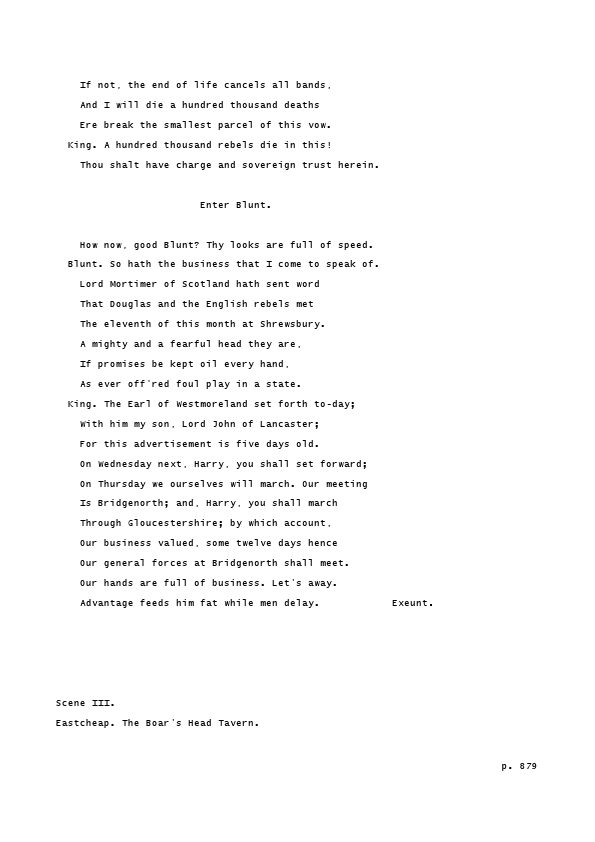 If not, the end of life cancels all bands,
And I will die a hundred thousand deaths
Ere break the smallest parcel of this vow.
King. A hundred thousand rebels die in this!
Thou shalt have charge and sovereign trust herein.
Enter Blunt.
How now, good Blunt? Thy looks are full of speed.
Blunt. So hath the business that I come to speak of.
Lord Mortimer of Scotland hath sent word
That Douglas and the English rebels met
The eleventh of this month at Shrewsbury.
A mighty and a fearful head they are,
If promises be kept oil every hand,
As ever off'red foul play in a state.
King. The Earl of Westmoreland set forth to-day;
With him my son, Lord John of Lancaster;
For this advertisement is five days old.
On Wednesday next, Harry, you shall set forward;
On Thursday we ourselves will march. Our meeting
Is Bridgenorth; and, Harry, you shall march
Through Gloucestershire; by which account,
Our business valued, some twelve days hence
Our general forces at Bridgenorth shall meet.
Our hands are full of business. Let's away.
Advantage feeds him fat while men delay. Exeunt.
Scene III.
Eastcheap. The Boar's Head Tavern.
p. 879